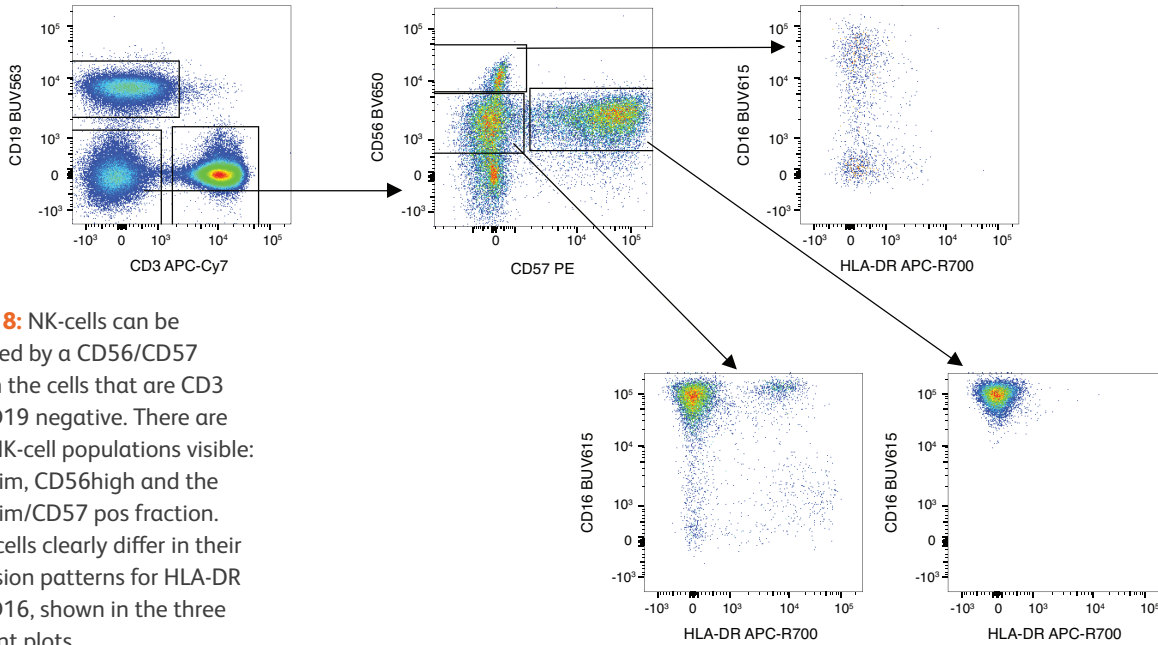 10⁵
10⁴
10³
0
-10³
CD19 BUV563
-10³ 0 10³ 10⁴ 10⁵
CD3 APC-Cy7
10⁵
10⁴
10³
0
-10³
CD56 BV650
0 10⁴ 10⁵
CD57 PE
10⁵
10⁴
10³
0
-10³
CD16 BUV615
-10³ 0 10³ 10⁴ 10⁵
HLA-DR APC-R700
8: NK-cells can be
ed by a CD56/CD57
n the cells that are CD3
D19 negative. There are
NK-cell populations visible:
im, CD56high and the
im/CD57 pos fraction.
cells clearly differ in their
sion patterns for HLA-DR
D16, shown in the three
nt plots
10⁵
10⁴
10³
0
-10³
CD16 BUV615
-10³ 0 10³ 10⁴ 10⁵
HLA-DR APC-R700
10⁵
10⁴
10³
0
-10³
CD16 BUV615
-10³ 0 10³ 10⁴ 10⁵
HLA-DR APC-R700